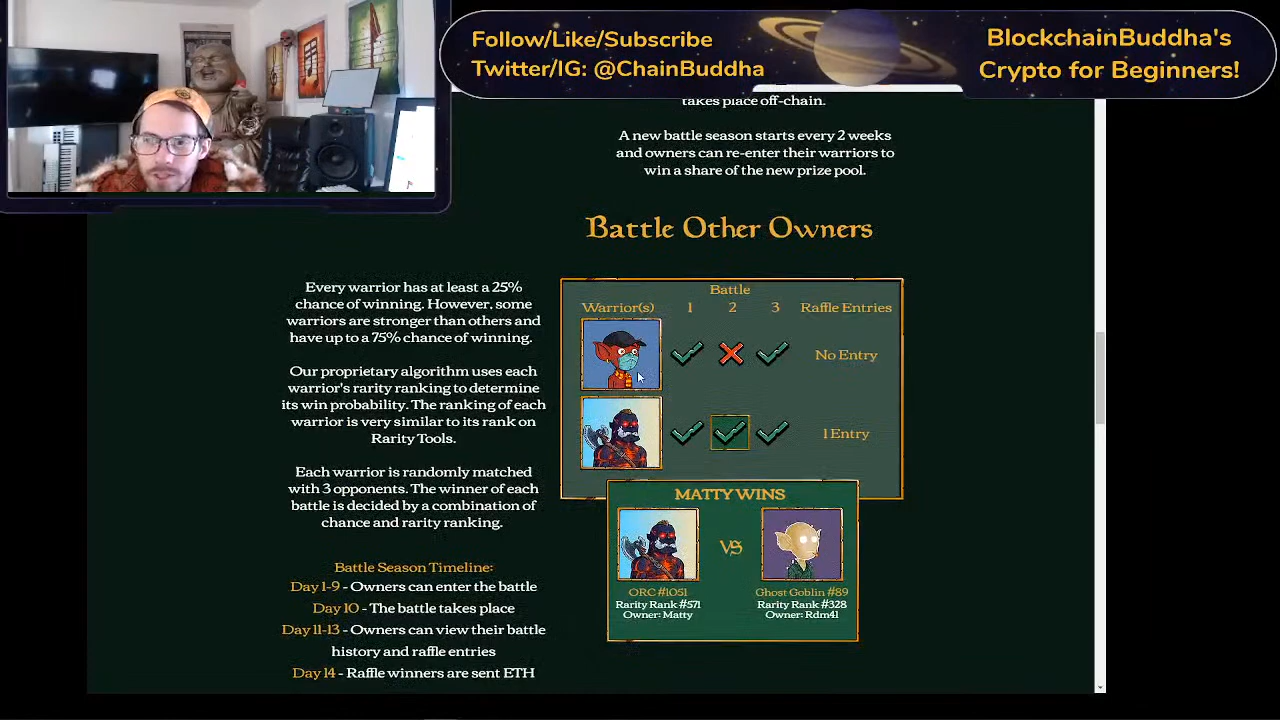 Follow/Like/Subscribe
Twitter/IG: @ChainBuddha
BlockchainBuddha's
Crypto for Beginners!
takes place off-chain.
A new battle season starts every 2 weeks
and owners can re-enter their warriors to
win a share of the new prize pool.
Battle Other Owners
Every warrior has at least a 25%
chance of winning. However, some
warriors are stronger than others and
have up to a 75% chance of winning.
Our proprietary algorithm uses each
warrior's rarity ranking to determine
its win probability. The ranking of each
warrior is very similar to its rank on
Rarity Tools.
Each warrior is randomly matched
with 3 opponents. The winner of each
battle is decided by a combination of
chance and rarity ranking.
Battle Season Timeline:
Day 1-9 - Owners can enter the battle
Day 10 - The battle takes place
Day 11-13 - Owners can view their battle
history and raffle entries
Day 14 - Raffle winners are sent ETH
Battle
Warrior(s) 1 2 3 Raffle Entries
No Entry
1 Entry
MATTY WINS
VS
ORC #1051
Rarity Rank #571
Owner: Matty
Ghost Goblin #89
Rarity Rank #328
Owner: Rdm41